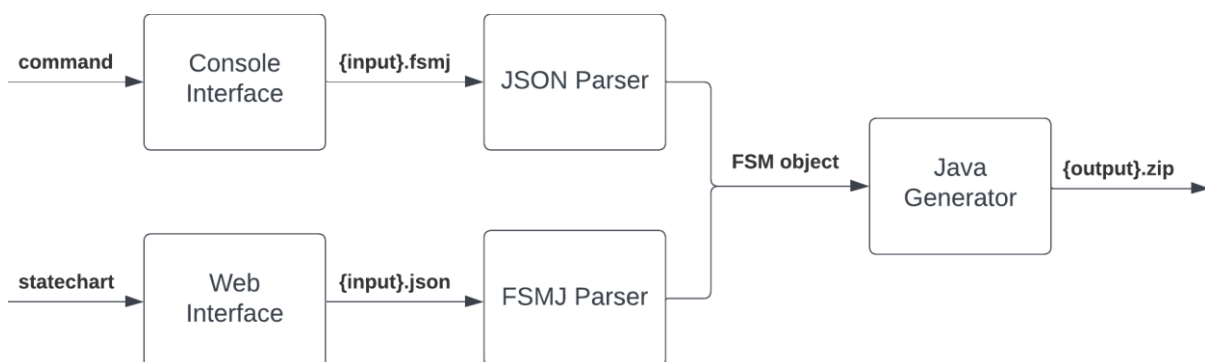 command
Console
Interface
{input}.fsmj
JSON Parser
FSM object
Java
Generator
{output}.zip
statechart
Web
Interface
{input}.json
FSMJ Parser